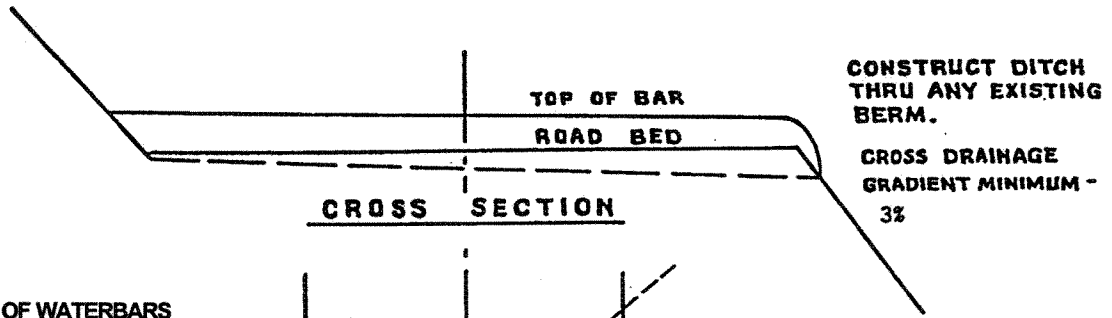 CONSTRUCT DITCH
THRU ANY EXISTING
BERM.
TOP OF BAR
ROAD BED
CROSS DRAINAGE
GRADIENT MINIMUM -
3%
CROSS SECTION
OF WATERBARS